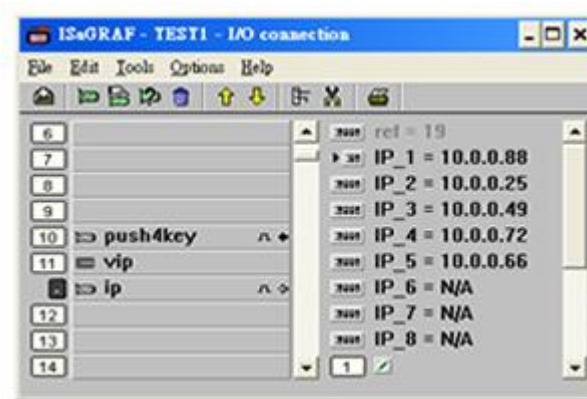 ISaGRAF - TEST1 - I/O connection
File Edit Tools Options Help
6
7
8
9
10 push4key
11 vip
ip
12
13
14
ref = 19
IP_1 = 10.0.0.88
IP_2 = 10.0.0.25
IP_3 = 10.0.0.49
IP_4 = 10.0.0.72
IP_5 = 10.0.0.66
IP_6 = N/A
IP_7 = N/A
IP_8 = N/A
1